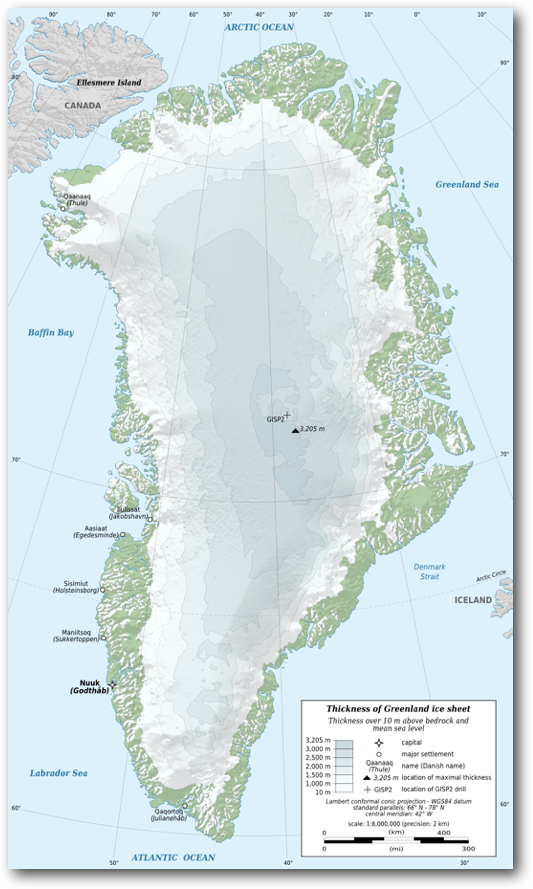 90°
80°
70°
60°
50°
40°
30°
20°
10°
0°
10°
ARCTIC OCEAN
80°
80°
Ellesmere Island
CANADA
Greenland Sea
Qaanaaq
(Thule)
Baffin Bay
GISP2
3,205 m
70°
70°
Ilulissat
(Jakobshavn)
Aasiaat
(Egedesminde)
Denmark
Strait
Arctic Circle
Sisimiut
(Holsteinsborg)
ICELAND
Maniitsoq
(Sukkertoppen)
Nuuk
(Godthåb)
Labrador Sea
60°
60°
Qaqortoq
(Julianehåb)
50°
ATLANTIC OCEAN
40°
30°
Thickness of Greenland ice sheet
Thickness over 10 m above bedrock and
mean sea level
3,205 m
3,000 m
2,500 m
2,000 m
1,500 m
1,000 m
10 m
capital
major settlement
Qaanaaq
(Thule)
name (Danish name)
3,205 m location of maximal thickness
GISP2 location of GISP2 drill
Lambert conformal conic projection - WGS84 datum
standard parallels: 66° N - 78° N
central meridian: 42° W
scale: 1:8,000,000 (precision: 2 km)
0 (km) 400
0 (mi) 300